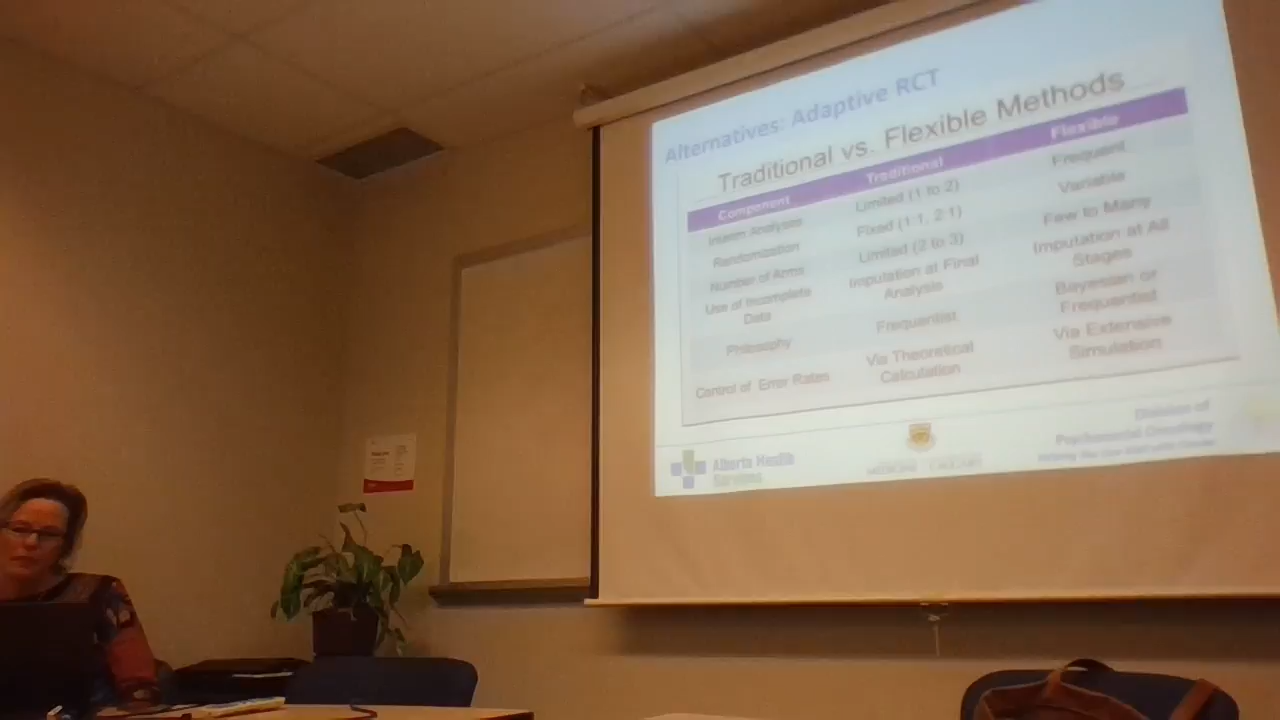 Alternatives: Adaptive RCT
Traditional vs. Flexible Methods
Component Traditional Flexible
Interim Analyses Limited (1 to 2) Frequent
Randomization Fixed (1:1, 2:1) Variable
Number of Arms Limited (2 to 3) Few to Many
Use of Incomplete Data Imputation at Final Analysis Imputation at All Stages
Philosophy Frequentist Bayesian or Frequentist
Control of Error Rates Via Theoretical Calculation Via Extensive Simulation
Alberta Health
Services
Division of
Psychosocial Oncology